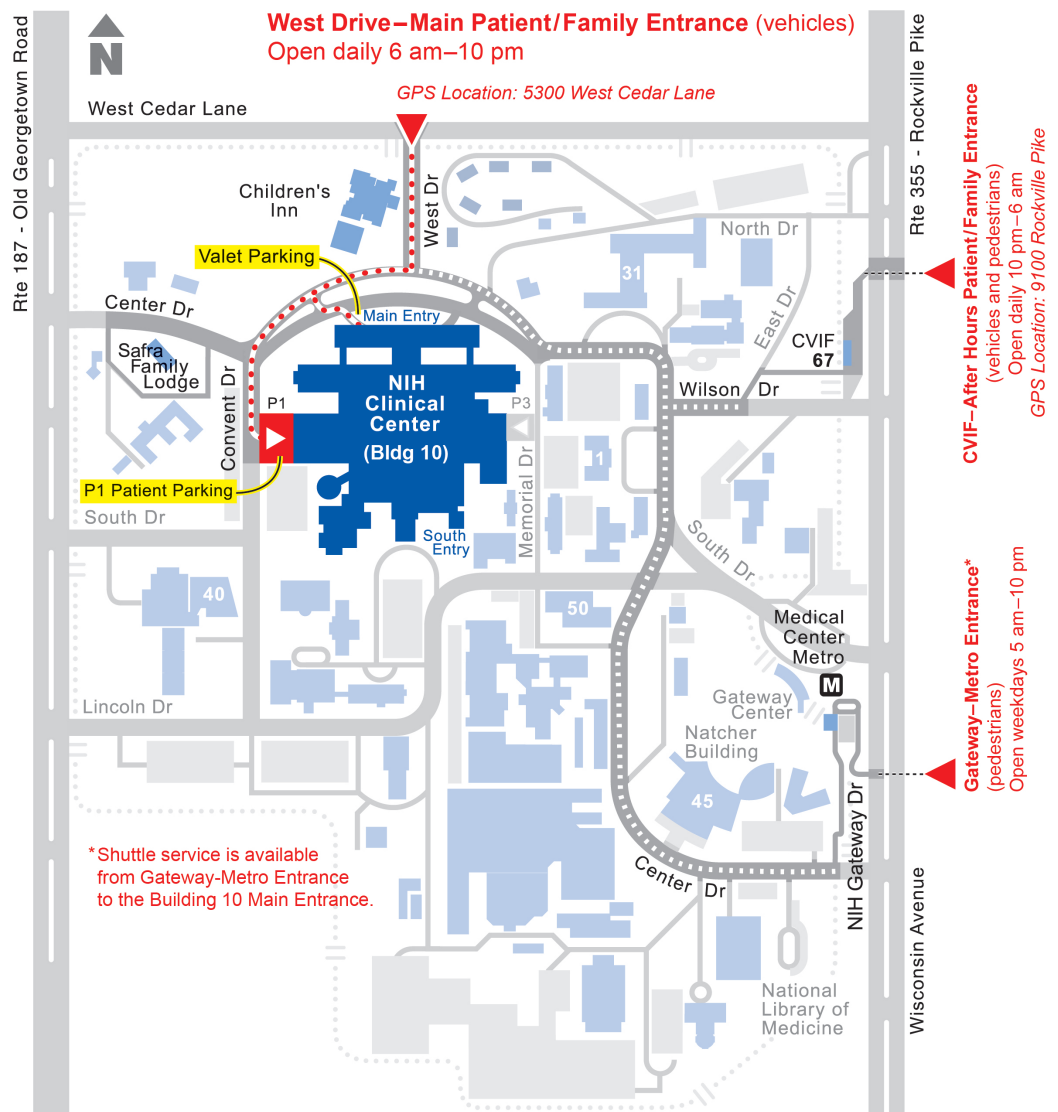 West Drive–Main Patient/Family Entrance (vehicles)
Open daily 6 am–10 pm
GPS Location: 5300 West Cedar Lane
N
Rte 187 - Old Georgetown Road
West Cedar Lane
Rte 355 - Rockville Pike
CVIF–After Hours Patient/Family Entrance
(vehicles and pedestrians)
Open daily 10 pm–6 am
GPS Location: 9100 Rockville Pike
Children's
Inn
West Dr
North Dr
Valet Parking
31
Center Dr
Main Entry
East Dr
CVIF
67
Safra
Family
Lodge
Convent Dr
NIH
Clinical
Center
(Bldg 10)
Wilson Dr
P1
P3
1
Memorial Dr
P1 Patient Parking
South Dr
South
Entry
South Dr
40
50
Medical
Center
Metro
M
Gateway–Metro Entrance*
(pedestrians)
Open weekdays 5 am–10 pm
Lincoln Dr
Gateway
Center
Natcher
Building
45
NIH Gateway Dr
*Shuttle service is available
from Gateway-Metro Entrance
to the Building 10 Main Entrance.
Center Dr
Wisconsin Avenue
National
Library of
Medicine